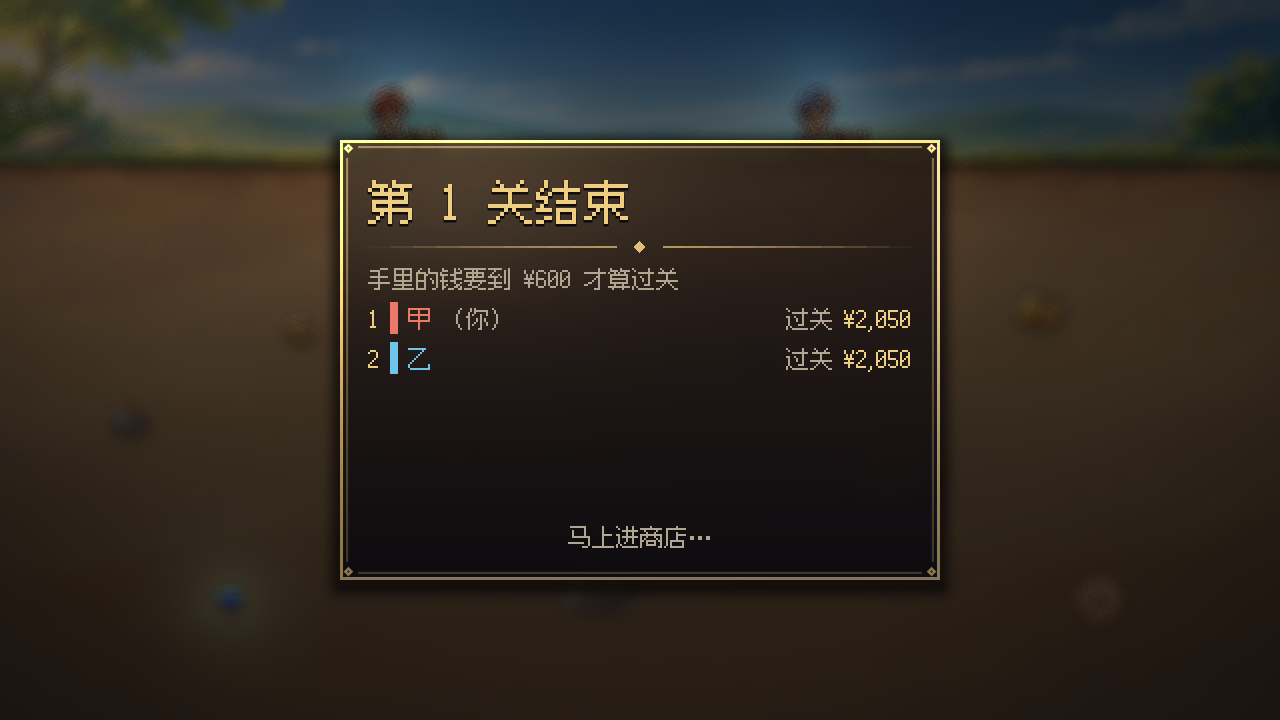 第 1 关结束
手里的钱要到 ¥600 才算过关
1 甲 （你） 过关 ¥2,050
2 乙 过关 ¥2,050
马上进商店…